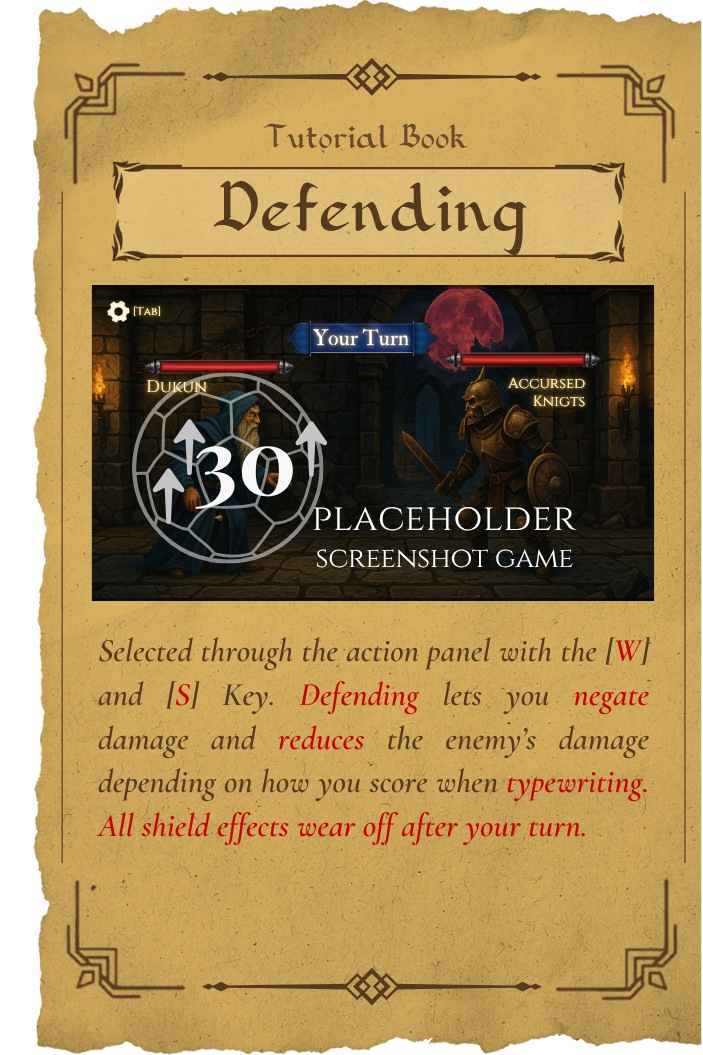 Tutorial Book
Defending
[Tab]
Your Turn
Dukun
Accursed
Knigts
30
PLACEHOLDER
SCREENSHOT GAME
Selected through the action panel with the [W]
and [S] Key. Defending lets you negate
damage and reduces the enemy's damage
depending on how you score when typewriting.
All shield effects wear off after your turn.